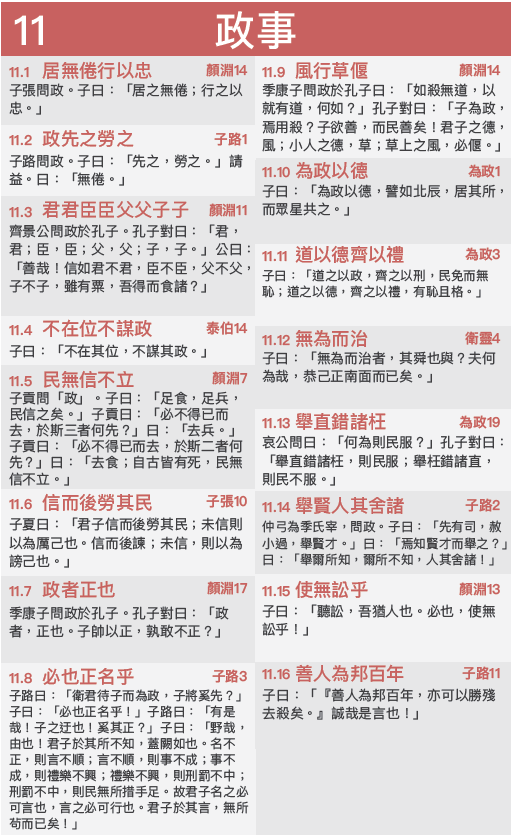 11 政事
11.1 居無倦行以忠 顏淵14
子張問政。子曰：「居之無倦；行之以
忠。」
11.2 政先之勞之 子路1
子路問政。子曰：「先之，勞之。」請
益。曰：「無倦。」
11.3 君君臣臣父父子子 顏淵11
齊景公問政於孔子。孔子對曰：「君，
君；臣，臣；父，父；子，子。」公曰：
「善哉！信如君不君，臣不臣，父不父，
子不子，雖有粟，吾得而食諸？」
11.4 不在位不謀政 泰伯14
子曰：「不在其位，不謀其政。」
11.5 民無信不立 顏淵7
子貢問「政」。子曰：「足食，足兵，
民信之矣。」子貢曰：「必不得已而
去，於斯三者何先？」曰：「去兵。」
子貢曰：「必不得已而去，於斯二者何
先？」曰：「去食；自古皆有死，民無
信不立。」
11.6 信而後勞其民 子張10
子夏曰：「君子信而後勞其民；未信則
以為厲己也。信而後諫；未信，則以為
謗己也。」
11.7 政者正也 顏淵17
季康子問政於孔子。孔子對曰：「政
者，正也。子帥以正，孰敢不正？」
11.8 必也正名乎 子路3
子路曰：「衛君待子而為政，子將奚先？」
子曰：「必也正名乎！」子路曰：「有是
哉！子之迂也！奚其正？」子曰：「野哉，
由也！君子於其所不知，蓋闕如也。名不
正，則言不順；言不順，則事不成；事不
成，則禮樂不興；禮樂不興，則刑罰不中；
刑罰不中，則民無所措手足。故君子名之必
可言也，言之必可行也。君子於其言，無所
苟而已矣！」
11.9 風行草偃 顏淵14
季康子問政於孔子曰：「如殺無道，以
就有道，何如？」孔子對曰：「子為政，
焉用殺？子欲善，而民善矣！君子之德，
風；小人之德，草；草上之風，必偃。」
11.10 為政以德 為政1
子曰：「為政以德，譬如北辰，居其所，
而眾星共之。」
11.11 道以德齊以禮 為政3
子曰：「道之以政，齊之以刑，民免而無
恥；道之以德，齊之以禮，有恥且格。」
11.12 無為而治 衛靈4
子曰：「無為而治者，其舜也與？夫何
為哉，恭己正南面而已矣。」
11.13 舉直錯諸枉 為政19
哀公問曰：「何為則民服？」孔子對曰：
「舉直錯諸枉，則民服；舉枉錯諸直，
則民不服。」
11.14 舉賢人其舍諸 子路2
仲弓為季氏宰，問政。子曰：「先有司，赦
小過，舉賢才。」曰：「焉知賢才而舉之？」
曰：「舉爾所知，爾所不知，人其舍諸！」
11.15 使無訟乎 顏淵13
子曰：「聽訟，吾猶人也。必也，使無
訟乎！」
11.16 善人為邦百年 子路11
子曰：「『善人為邦百年，亦可以勝殘
去殺矣。』誠哉是言也！」